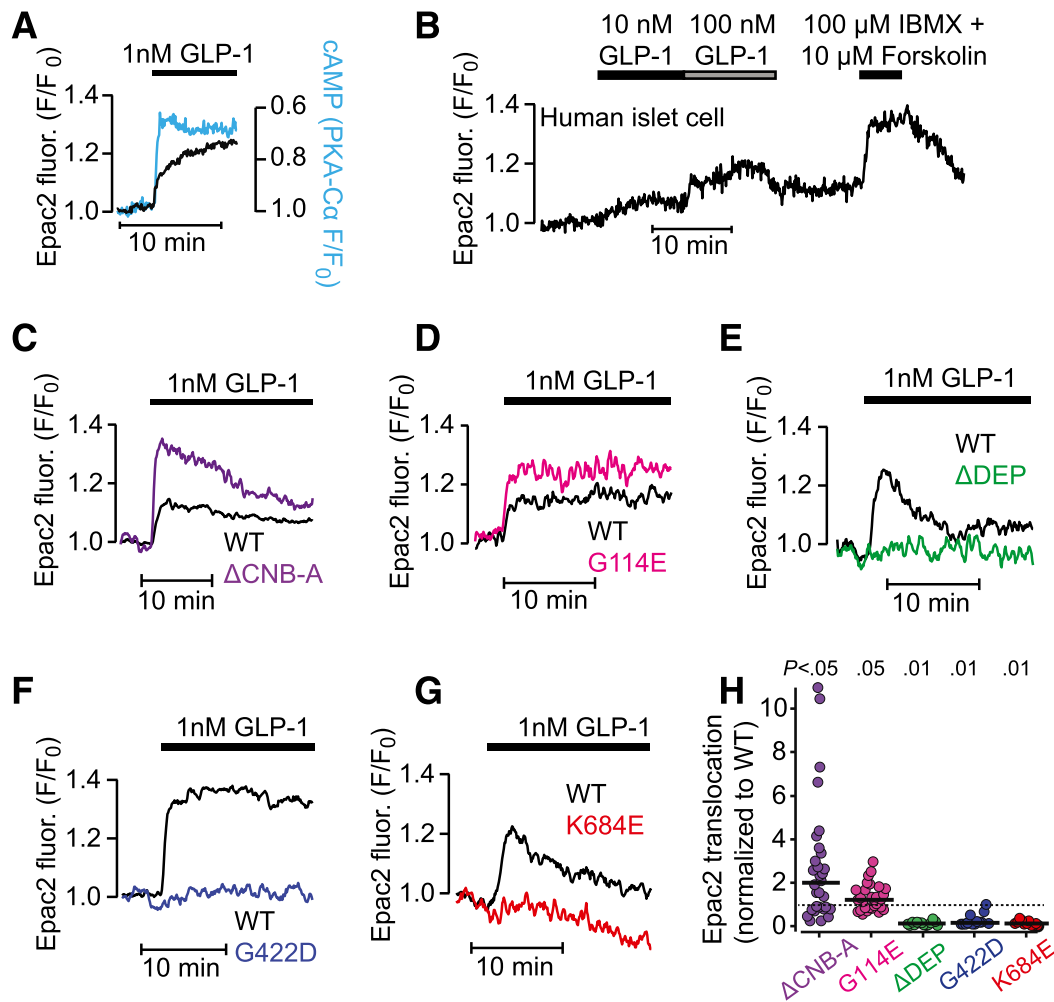 A
1nM GLP-1
Epac2 fluor. (F/F0)
1.4
1.2
1.0
0.6
0.8
1.0
cAMP (PKA-Cα F/F0)
10 min
B
10 nM
GLP-1
100 nM
GLP-1
100 µM IBMX +
10 µM Forskolin
Epac2 fluor. (F/F0)
1.4
1.2
1.0
Human islet cell
10 min
C
1nM GLP-1
Epac2 fluor. (F/F0)
1.4
1.2
1.0
WT
ΔCNB-A
10 min
D
1nM GLP-1
Epac2 fluor. (F/F0)
1.4
1.2
1.0
WT
G114E
10 min
E
1nM GLP-1
Epac2 fluor. (F/F0)
1.4
1.2
1.0
WT
ΔDEP
10 min
F
1nM GLP-1
Epac2 fluor. (F/F0)
1.4
1.2
1.0
WT
G422D
10 min
G
1nM GLP-1
Epac2 fluor. (F/F0)
1.4
1.2
1.0
WT
K684E
10 min
H
P<.05 .05 .01 .01 .01
Epac2 translocation
(normalized to WT)
10
8
6
4
2
0
ΔCNB-A
G114E
ΔDEP
G422D
K684E